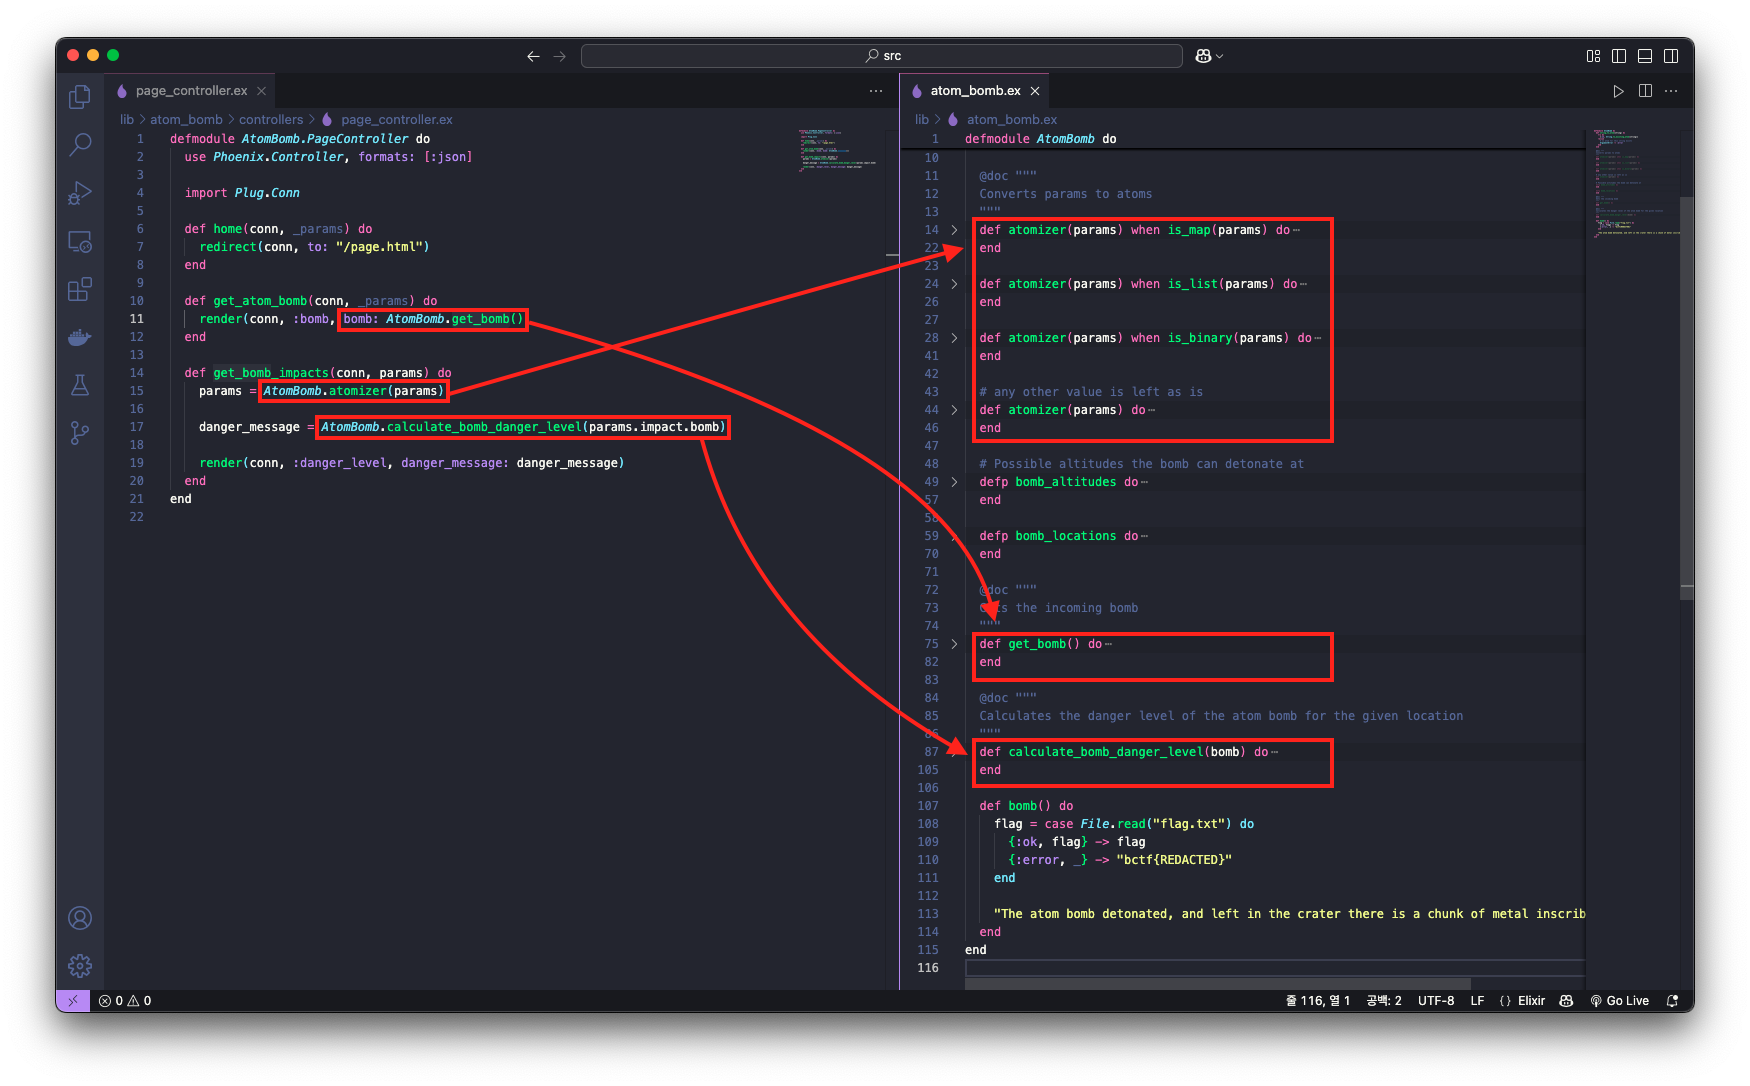 src
page_controller.ex
lib > atom_bomb > controllers > page_controller.ex
1 defmodule AtomBomb.PageController do
2 use Phoenix.Controller, formats: [:json]
3
4 import Plug.Conn
5
6 def home(conn, _params) do
7 redirect(conn, to: "/page.html")
8 end
9
10 def get_atom_bomb(conn, _params) do
11 render(conn, :bomb, bomb: AtomBomb.get_bomb())
12 end
13
14 def get_bomb_impacts(conn, params) do
15 params = AtomBomb.atomizer(params)
16
17 danger_message = AtomBomb.calculate_bomb_danger_level(params.impact.bomb)
18
19 render(conn, :danger_level, danger_message: danger_message)
20 end
21 end
22
atom_bomb.ex
lib > atom_bomb.ex
1 defmodule AtomBomb do
10
11 @doc """
12 Converts params to atoms
13 """
14 def atomizer(params) when is_map(params) do…
22 end
23
24 def atomizer(params) when is_list(params) do…
26 end
27
28 def atomizer(params) when is_binary(params) do…
41 end
42
43 # any other value is left as is
44 def atomizer(params) do…
46 end
47
48 # Possible altitudes the bomb can detonate at
49 defp bomb_altitudes do…
57 end
58
59 defp bomb_locations do…
70 end
71
72 @doc """
73 the incoming bomb
74 """
75 def get_bomb() do…
82 end
83
84 @doc """
85 Calculates the danger level of the atom bomb for the given location
86 """
87 def calculate_bomb_danger_level(bomb) do…
105 end
106
107 def bomb() do
108 flag = case File.read("flag.txt") do
109 {:ok, flag} -> flag
110 {:error, _} -> "bctf{REDACTED}"
111 end
112
113 "The atom bomb detonated, and left in the crater there is a chunk of metal inscrib
114 end
115 end
116
0 0
줄 116, 열 1 공백: 2 UTF-8 LF {} Elixir Go Live